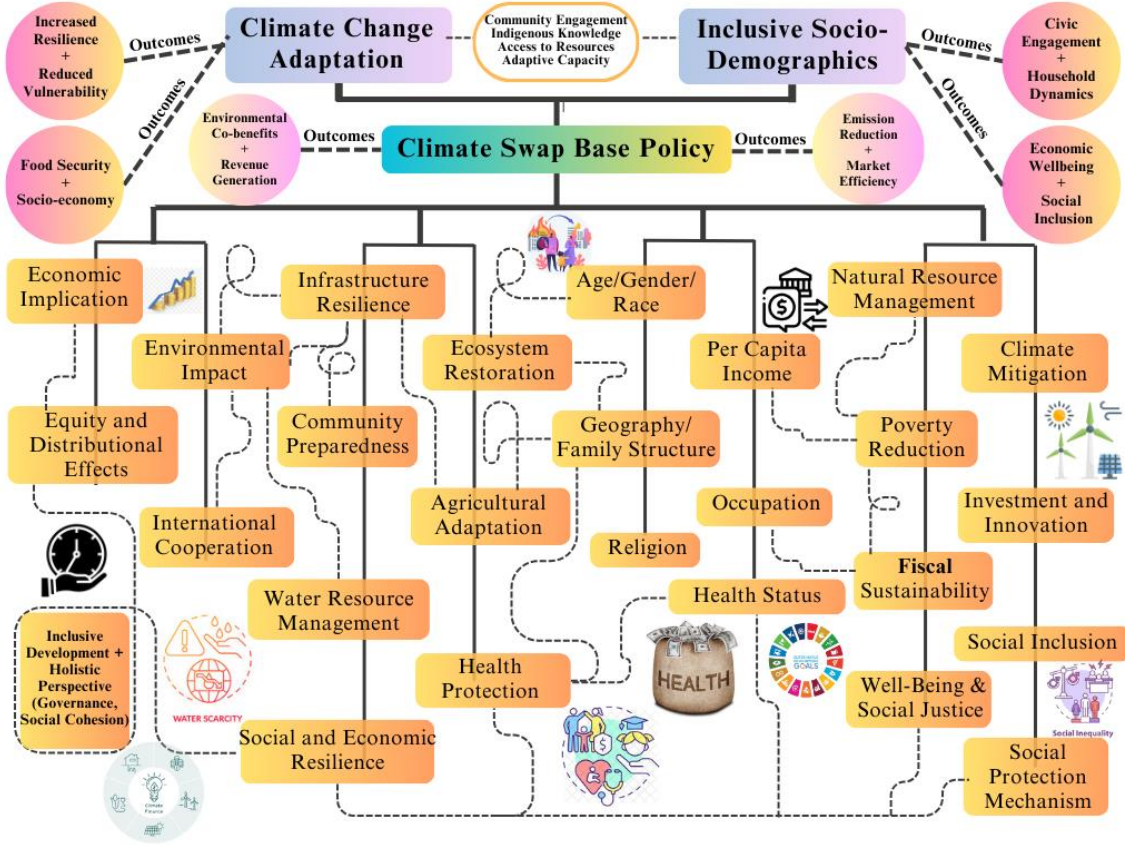 Increased
Resilience
+
Reduced
Vulnerability
Outcomes
Outcomes
Food Security
+
Socio-economy
Climate Change
Adaptation
Community Engagement
Indigenous Knowledge
Access to Resources
Adaptive Capacity
Inclusive Socio-
Demographics
Outcomes
Outcomes
Civic
Engagement
+
Household
Dynamics
Economic
Wellbeing
+
Social
Inclusion
Environmental
Co-benefits
+
Revenue
Generation
Outcomes
Climate Swap Base Policy
Outcomes
Emission
Reduction
+
Market
Efficiency
Economic
Implication
Infrastructure
Resilience
Age/Gender/
Race
Natural Resource
Management
Environmental
Impact
Ecosystem
Restoration
Per Capita
Income
Climate
Mitigation
Equity and
Distributional
Effects
Community
Preparedness
Geography/
Family Structure
Poverty
Reduction
International
Cooperation
Agricultural
Adaptation
Religion
Occupation
Investment and
Innovation
Water Resource
Management
Health Status
Fiscal
Sustainability
Inclusive
Development +
Holistic
Perspective
(Governance,
Social Cohesion)
WATER SCARCITY
Health
Protection
HEALTH
GOALS
Social Inclusion
Well-Being &
Social Justice
Social Inequality
Social and Economic
Resilience
Social
Protection
Mechanism
Climate
Finance